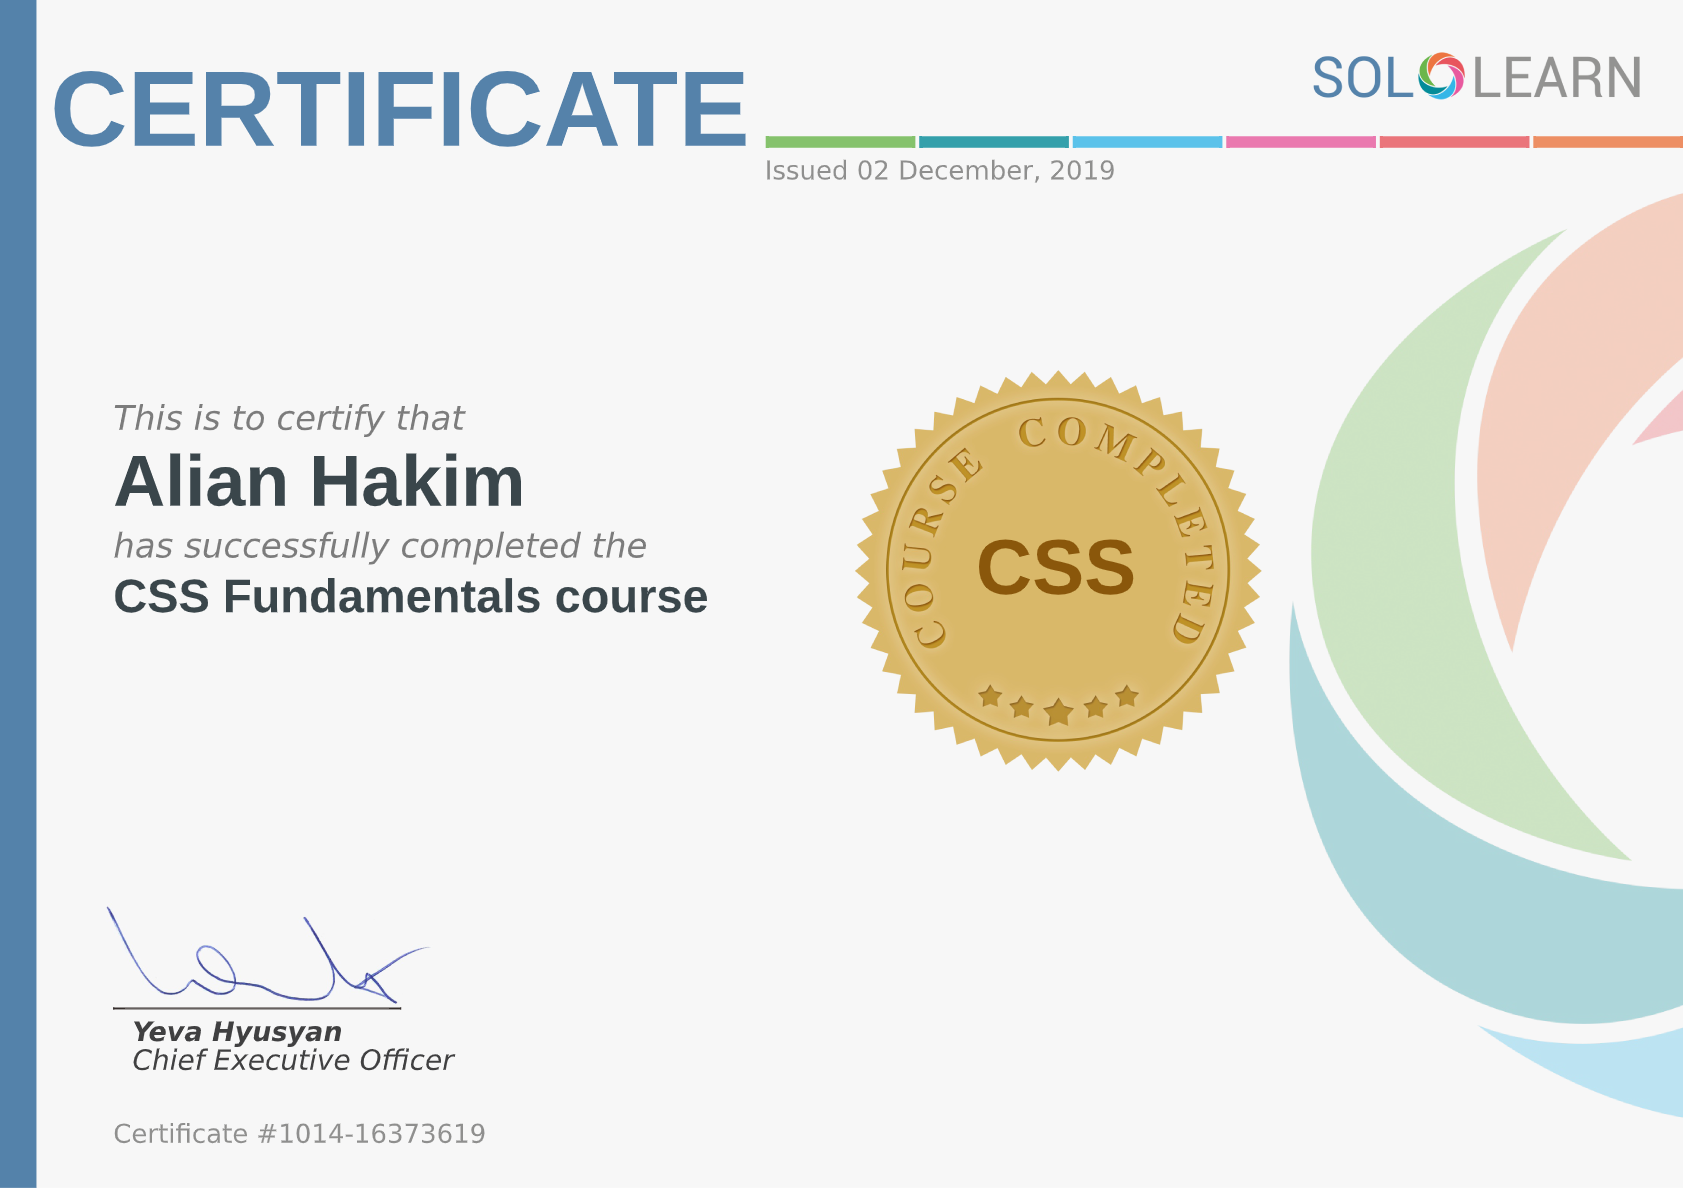 CERTIFICATE
SOLOLEARN
Issued 02 December, 2019
This is to certify that
Alian Hakim
has successfully completed the
CSS Fundamentals course
COURSE COMPLETED
CSS
Yeva Hyusyan
Chief Executive Officer
Certificate #1014-16373619